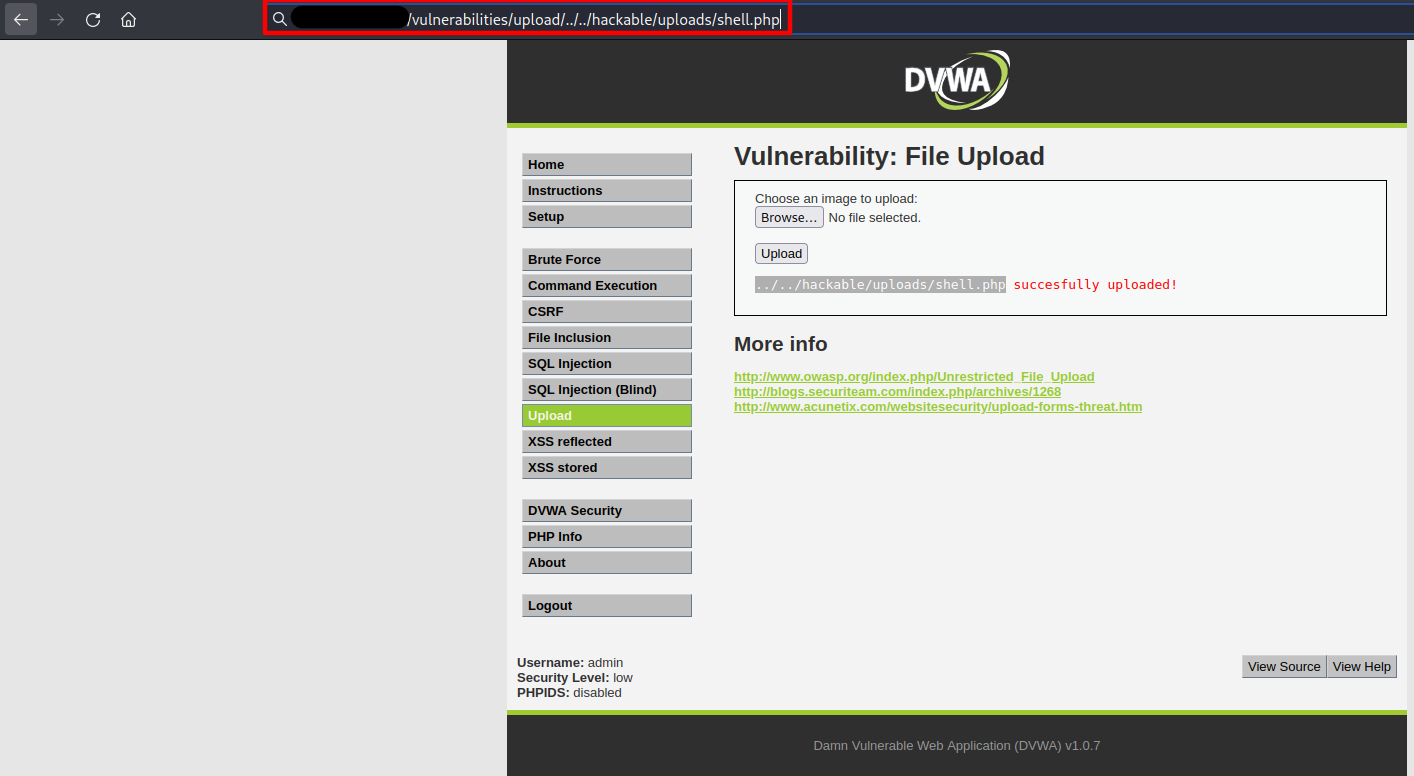 /vulnerabilities/upload/../../hackable/uploads/shell.php
DVWA
Home
Instructions
Setup
Brute Force
Command Execution
CSRF
File Inclusion
SQL Injection
SQL Injection (Blind)
Upload
XSS reflected
XSS stored
DVWA Security
PHP Info
About
Logout
Vulnerability: File Upload
Choose an image to upload:
Browse... No file selected.
Upload
../../hackable/uploads/shell.php succesfully uploaded!
More info
http://www.owasp.org/index.php/Unrestricted_File_Upload
http://blogs.securiteam.com/index.php/archives/1268
http://www.acunetix.com/websitesecurity/upload-forms-threat.htm
Username: admin
Security Level: low
PHPIDS: disabled
View Source View Help
Damn Vulnerable Web Application (DVWA) v1.0.7